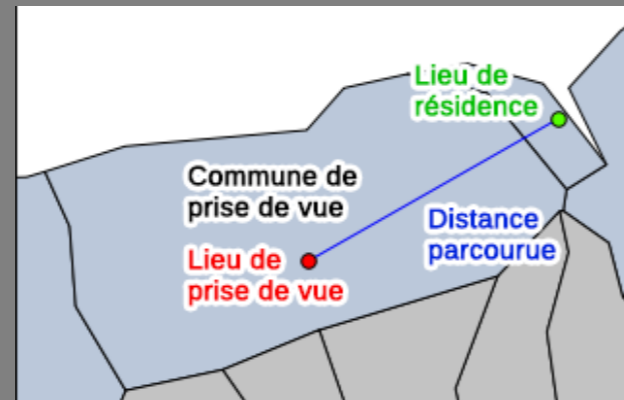 Lieu de
résidence
Commune de
prise de vue
Distance
parcourue
Lieu de
prise de vue